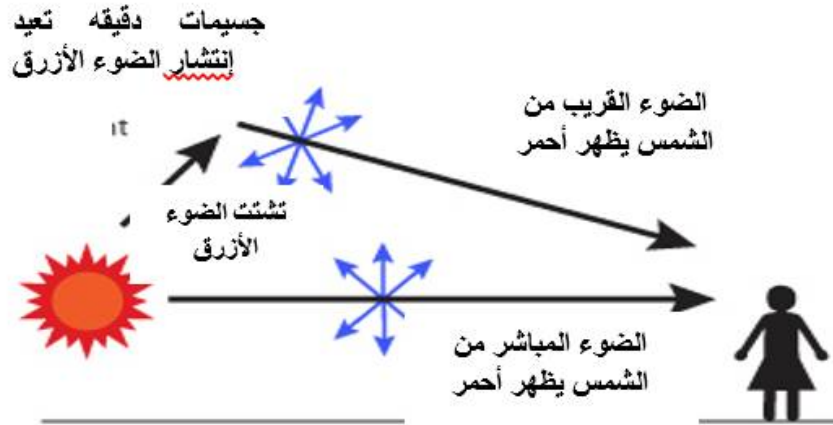 جسيمات دقيقه تعيد
إنتشار الضوء الأزرق
nt
الضوء القريب من
الشمس يظهر أحمر
تشتت الضوء
الأزرق
الضوء المباشر من
الشمس يظهر أحمر